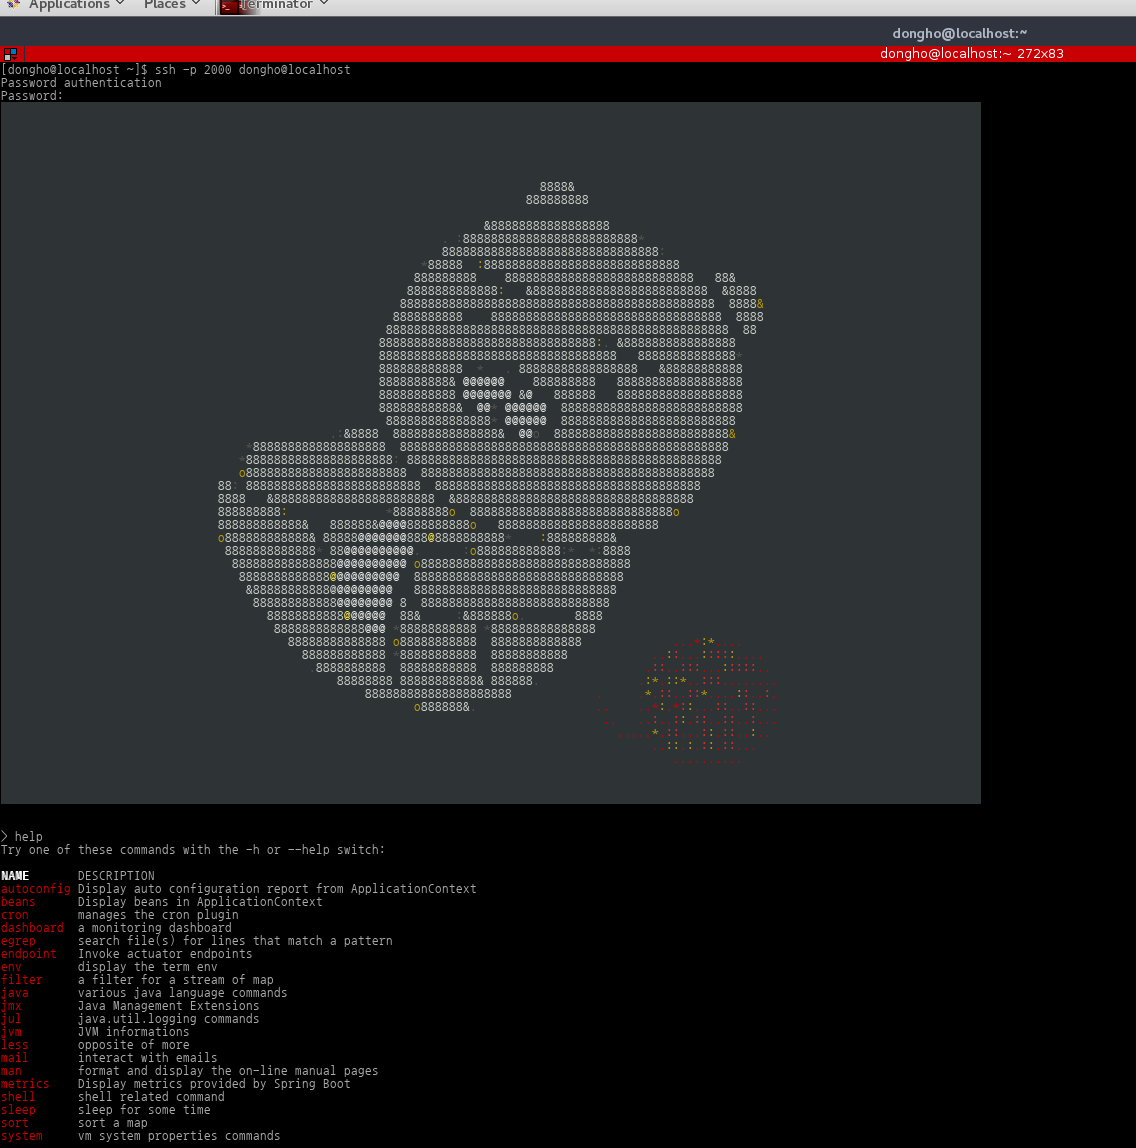 Applications Places Terminator
dongho@localhost:~
dongho@localhost:~ 272x83
[dongho@localhost ~]$ ssh -p 2000 dongho@localhost
Password authentication
Password:
> help
Try one of these commands with the -h or --help switch:
NAME DESCRIPTION
autoconfig Display auto configuration report from ApplicationContext
beans Display beans in ApplicationContext
cron manages the cron plugin
dashboard a monitoring dashboard
egrep search file(s) for lines that match a pattern
endpoint Invoke actuator endpoints
env display the term env
filter a filter for a stream of map
java various java language commands
jmx Java Management Extensions
jul java.util.logging commands
jvm JVM informations
less opposite of more
mail interact with emails
man format and display the on-line manual pages
metrics Display metrics provided by Spring Boot
shell shell related command
sleep sleep for some time
sort sort a map
system vm system properties commands